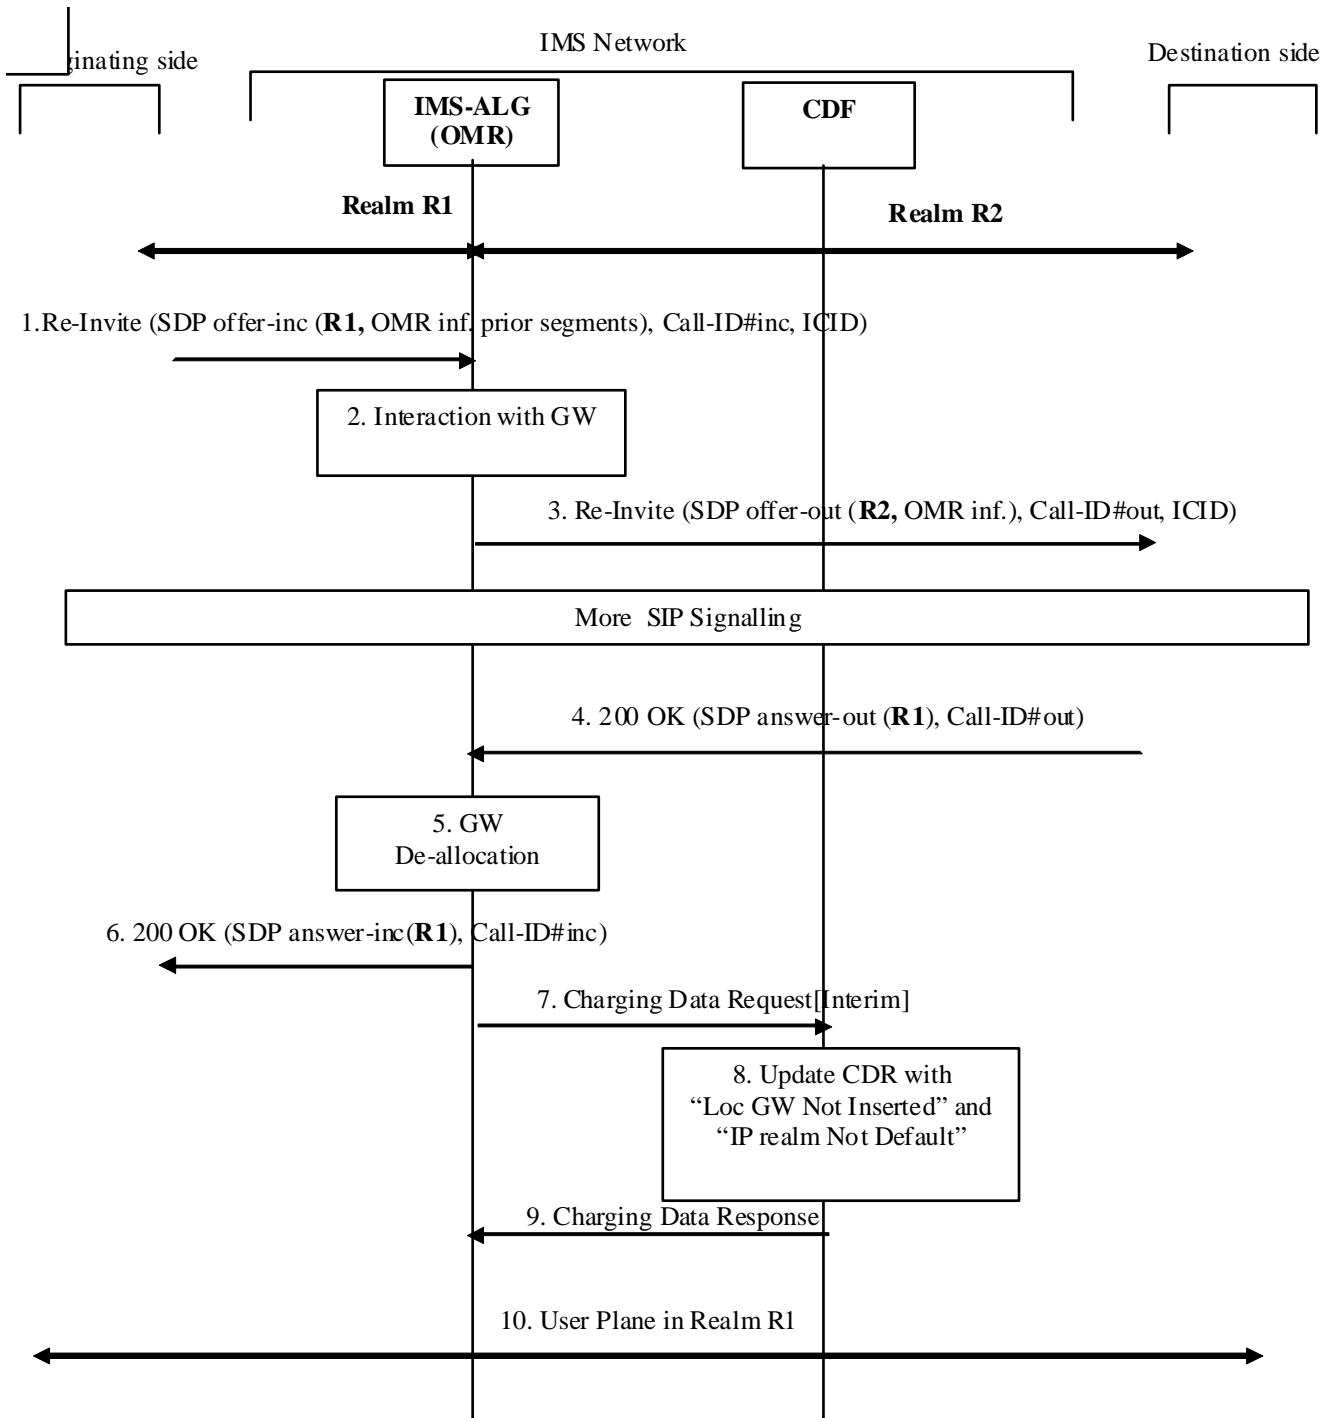 IMS Network
Destination side
side
IMS-ALG
(OMR)
CDF
Realm R1
Realm R2
1.Re-Invite (SDP offer-inc (R1, OMR inf. prior segments), Call-ID#inc, ICID)
2. Interaction with GW
3. Re-Invite (SDP offer-out (R2, OMR inf.), Call-ID#out, ICID)
More SIP Signalling
4. 200 OK (SDP answer-out (R1), Call-ID#out)
5. GW
De-allocation
6. 200 OK (SDP answer-inc(R1), Call-ID#inc)
7. Charging Data Request[Interim]
8. Update CDR with
“Loc GW Not Inserted” and
“IP realm Not Default”
9. Charging Data Response
10. User Plane in Realm R1